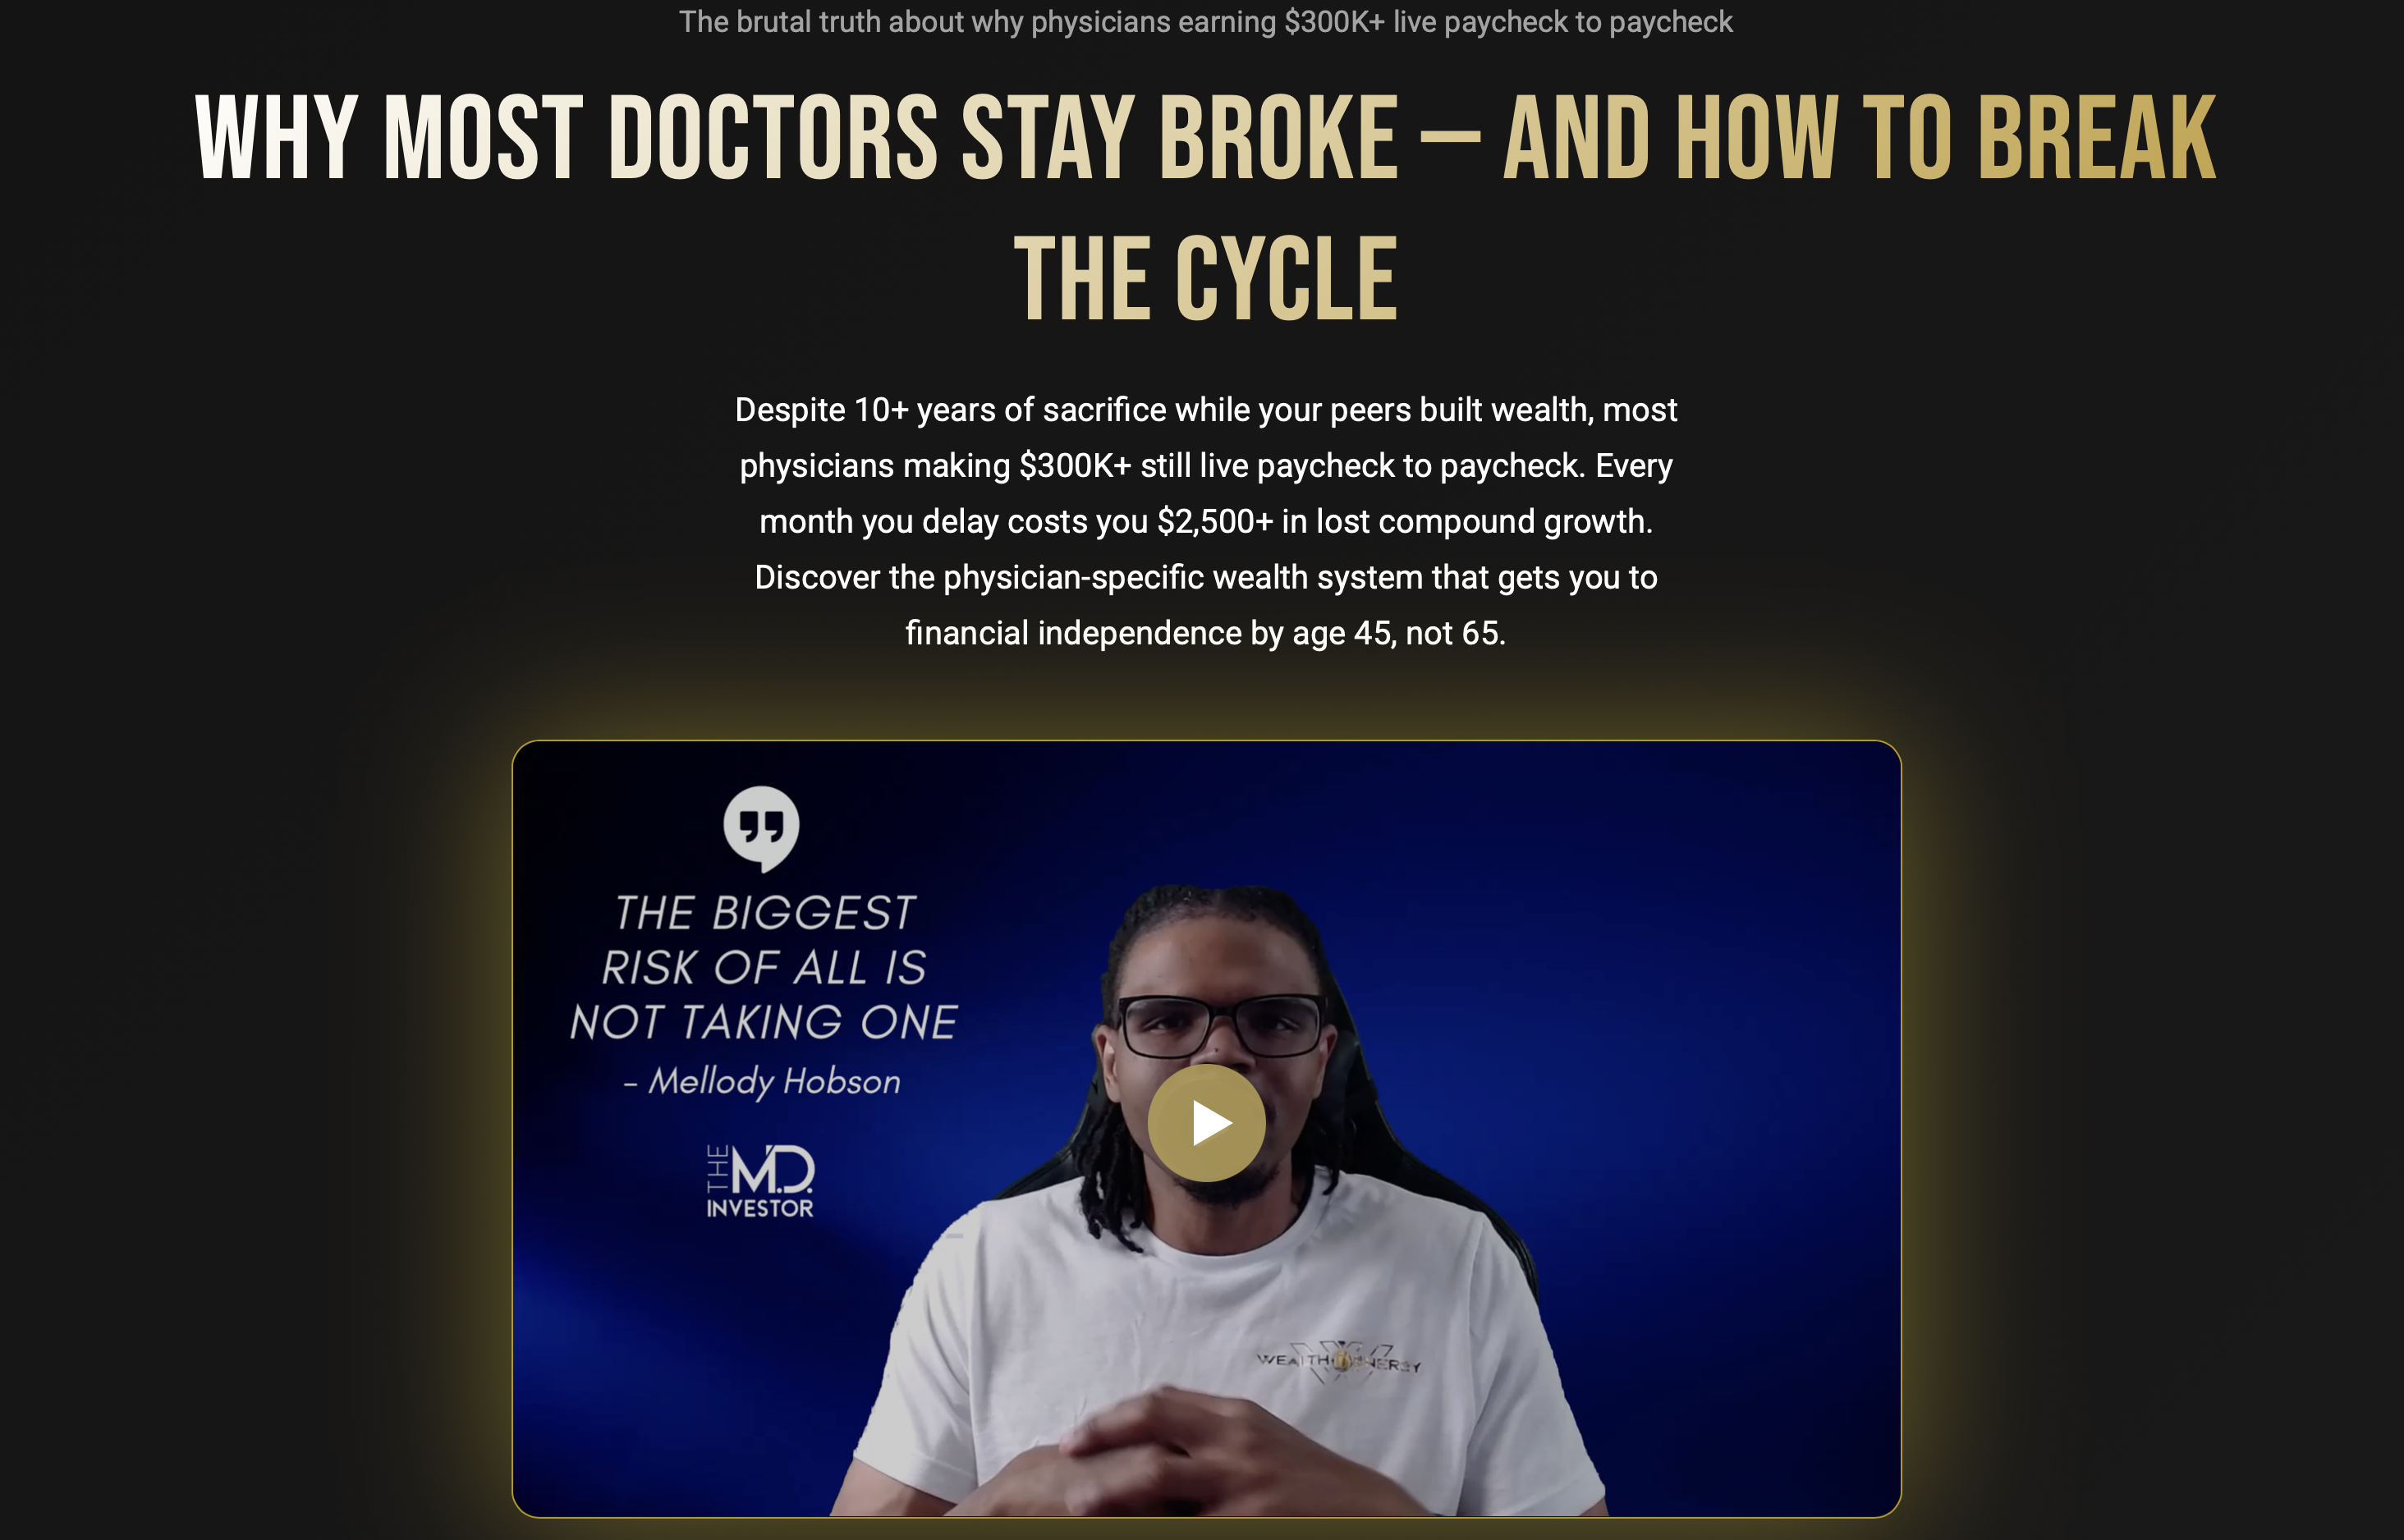 The brutal truth about why physicians earning $300K+ live paycheck to paycheck
WHY MOST DOCTORS STAY BROKE — AND HOW TO BREAK
THE CYCLE
Despite 10+ years of sacrifice while your peers built wealth, most
physicians making $300K+ still live paycheck to paycheck. Every
month you delay costs you $2,500+ in lost compound growth.
Discover the physician-specific wealth system that gets you to
financial independence by age 45, not 65.
THE BIGGEST
RISK OF ALL IS
NOT TAKING ONE
– Mellody Hobson
THE M.D.
INVESTOR
WEALTH